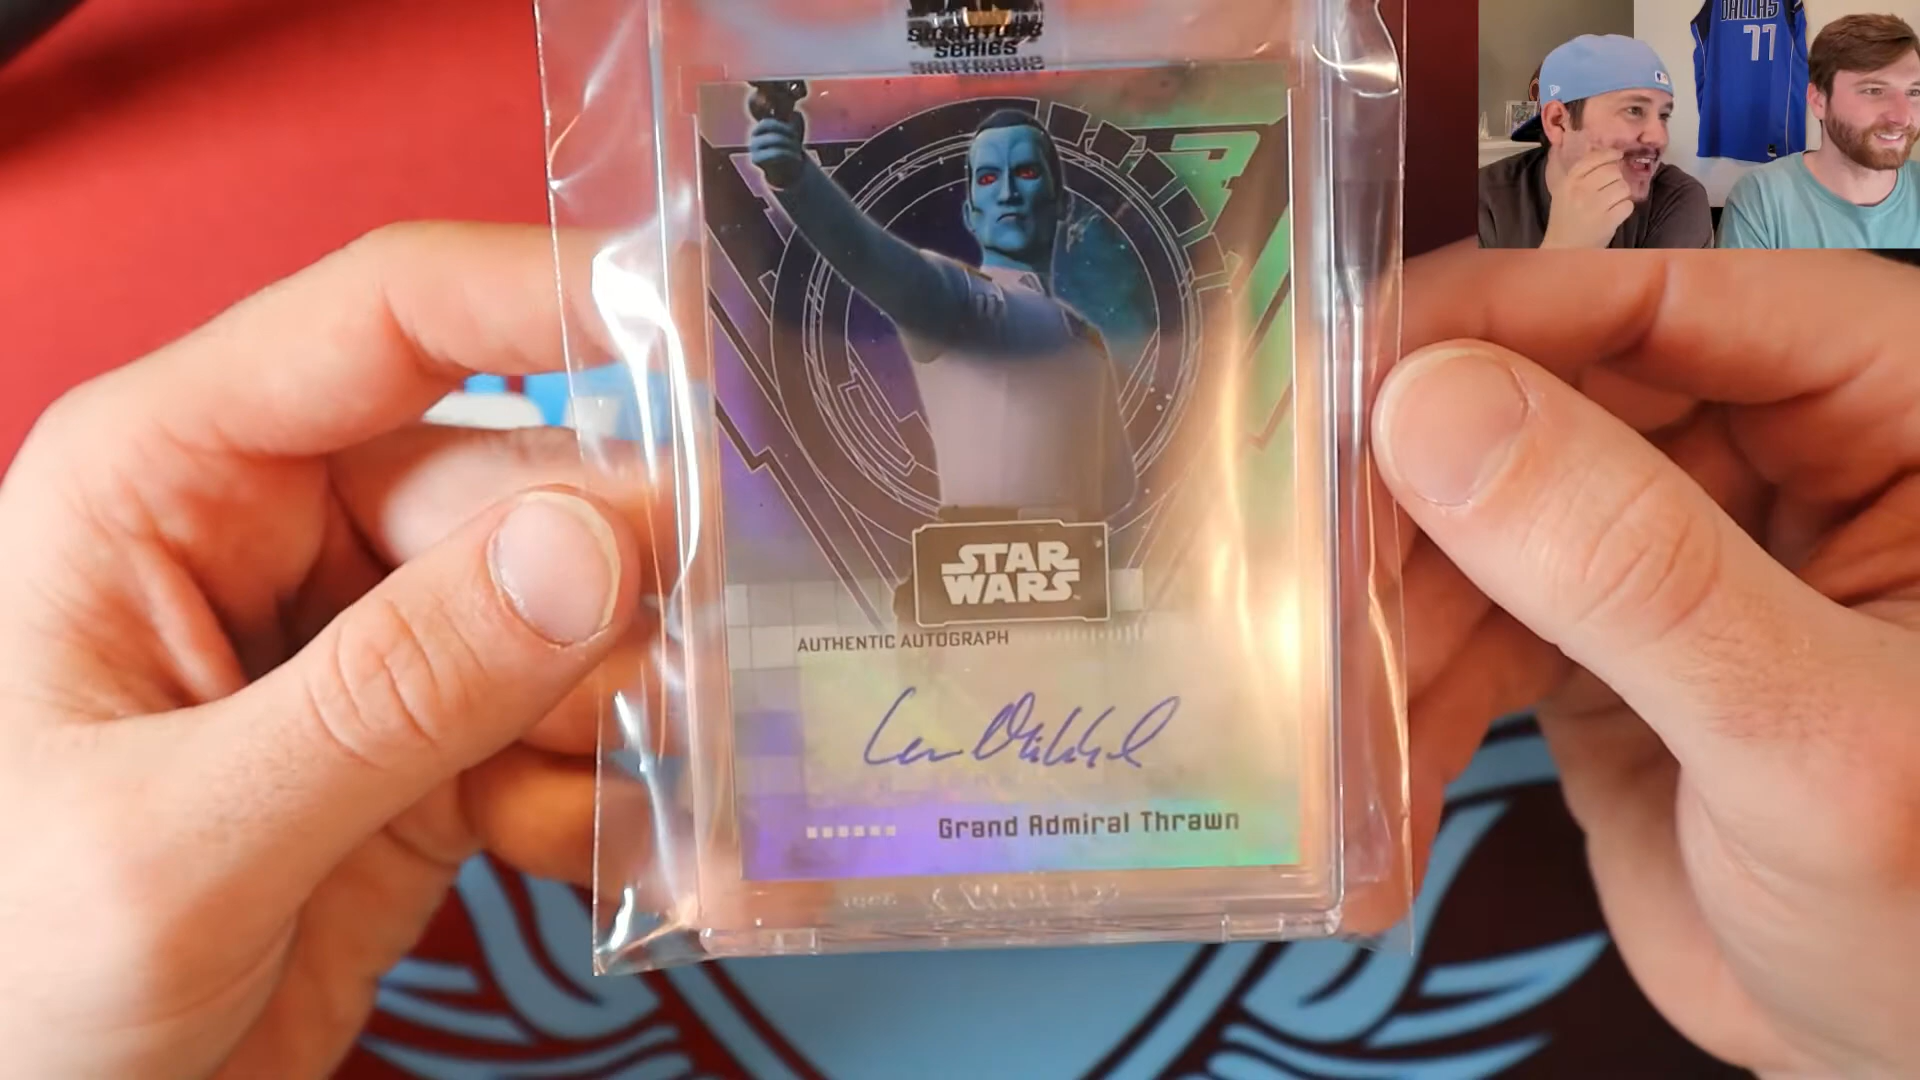 SIGNATURE
SERIES
DALLAS
77
STAR
WARS
AUTHENTIC AUTOGRAPH
Grand Admiral Thrawn